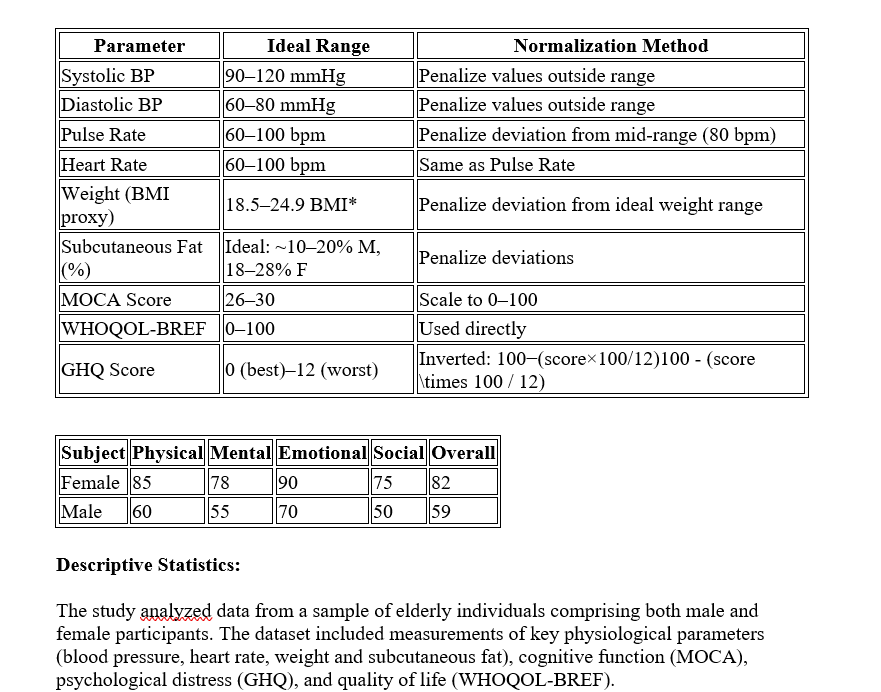 Parameter Ideal Range Normalization Method
Systolic BP 90–120 mmHg Penalize values outside range
Diastolic BP 60–80 mmHg Penalize values outside range
Pulse Rate 60–100 bpm Penalize deviation from mid-range (80 bpm)
Heart Rate 60–100 bpm Same as Pulse Rate
Weight (BMI
proxy) 18.5–24.9 BMI* Penalize deviation from ideal weight range
Subcutaneous Fat
(%) Ideal: ~10–20% M,
18–28% F Penalize deviations
MOCA Score 26–30 Scale to 0–100
WHOQOL-BREF 0–100 Used directly
GHQ Score 0 (best)–12 (worst) Inverted: 100−(score×100/12)100 - (score
\times 100 / 12)
Subject Physical Mental Emotional Social Overall
Female 85 78 90 75 82
Male 60 55 70 50 59
Descriptive Statistics:
The study analyzed data from a sample of elderly individuals comprising both male and
female participants. The dataset included measurements of key physiological parameters
(blood pressure, heart rate, weight and subcutaneous fat), cognitive function (MOCA),
psychological distress (GHQ), and quality of life (WHOQOL-BREF).